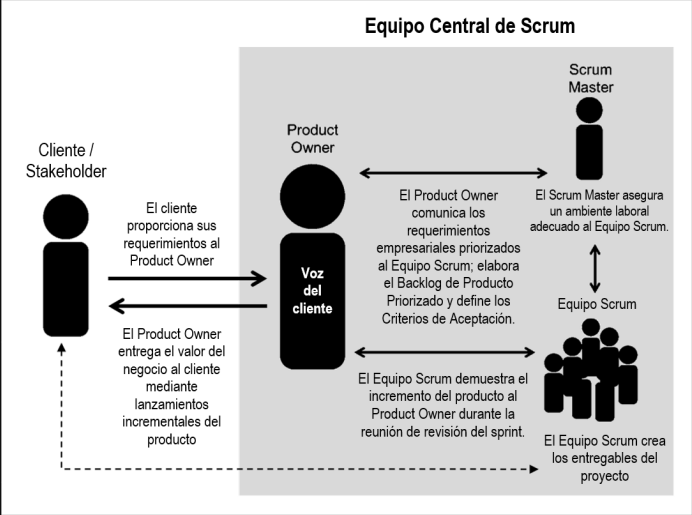 Equipo Central de Scrum
Scrum
Master
Product
Owner
Cliente /
Stakeholder
El cliente
proporciona sus
requerimientos al
Product Owner
El Product Owner
entrega el valor del
negocio al cliente
mediante
lanzamientos
incrementales del
producto
Voz
del
cliente
El Product Owner
comunica los
requerimientos
empresariales priorizados
al Equipo Scrum; elabora
el Backlog de Producto
Priorizado y define los
Criterios de Aceptación.
El Scrum Master asegura
un ambiente laboral
adecuado al Equipo Scrum.
Equipo Scrum
El Equipo Scrum demuestra el
incremento del producto al
Product Owner durante la
reunión de revisión del sprint.
El Equipo Scrum crea
los entregables del
proyecto